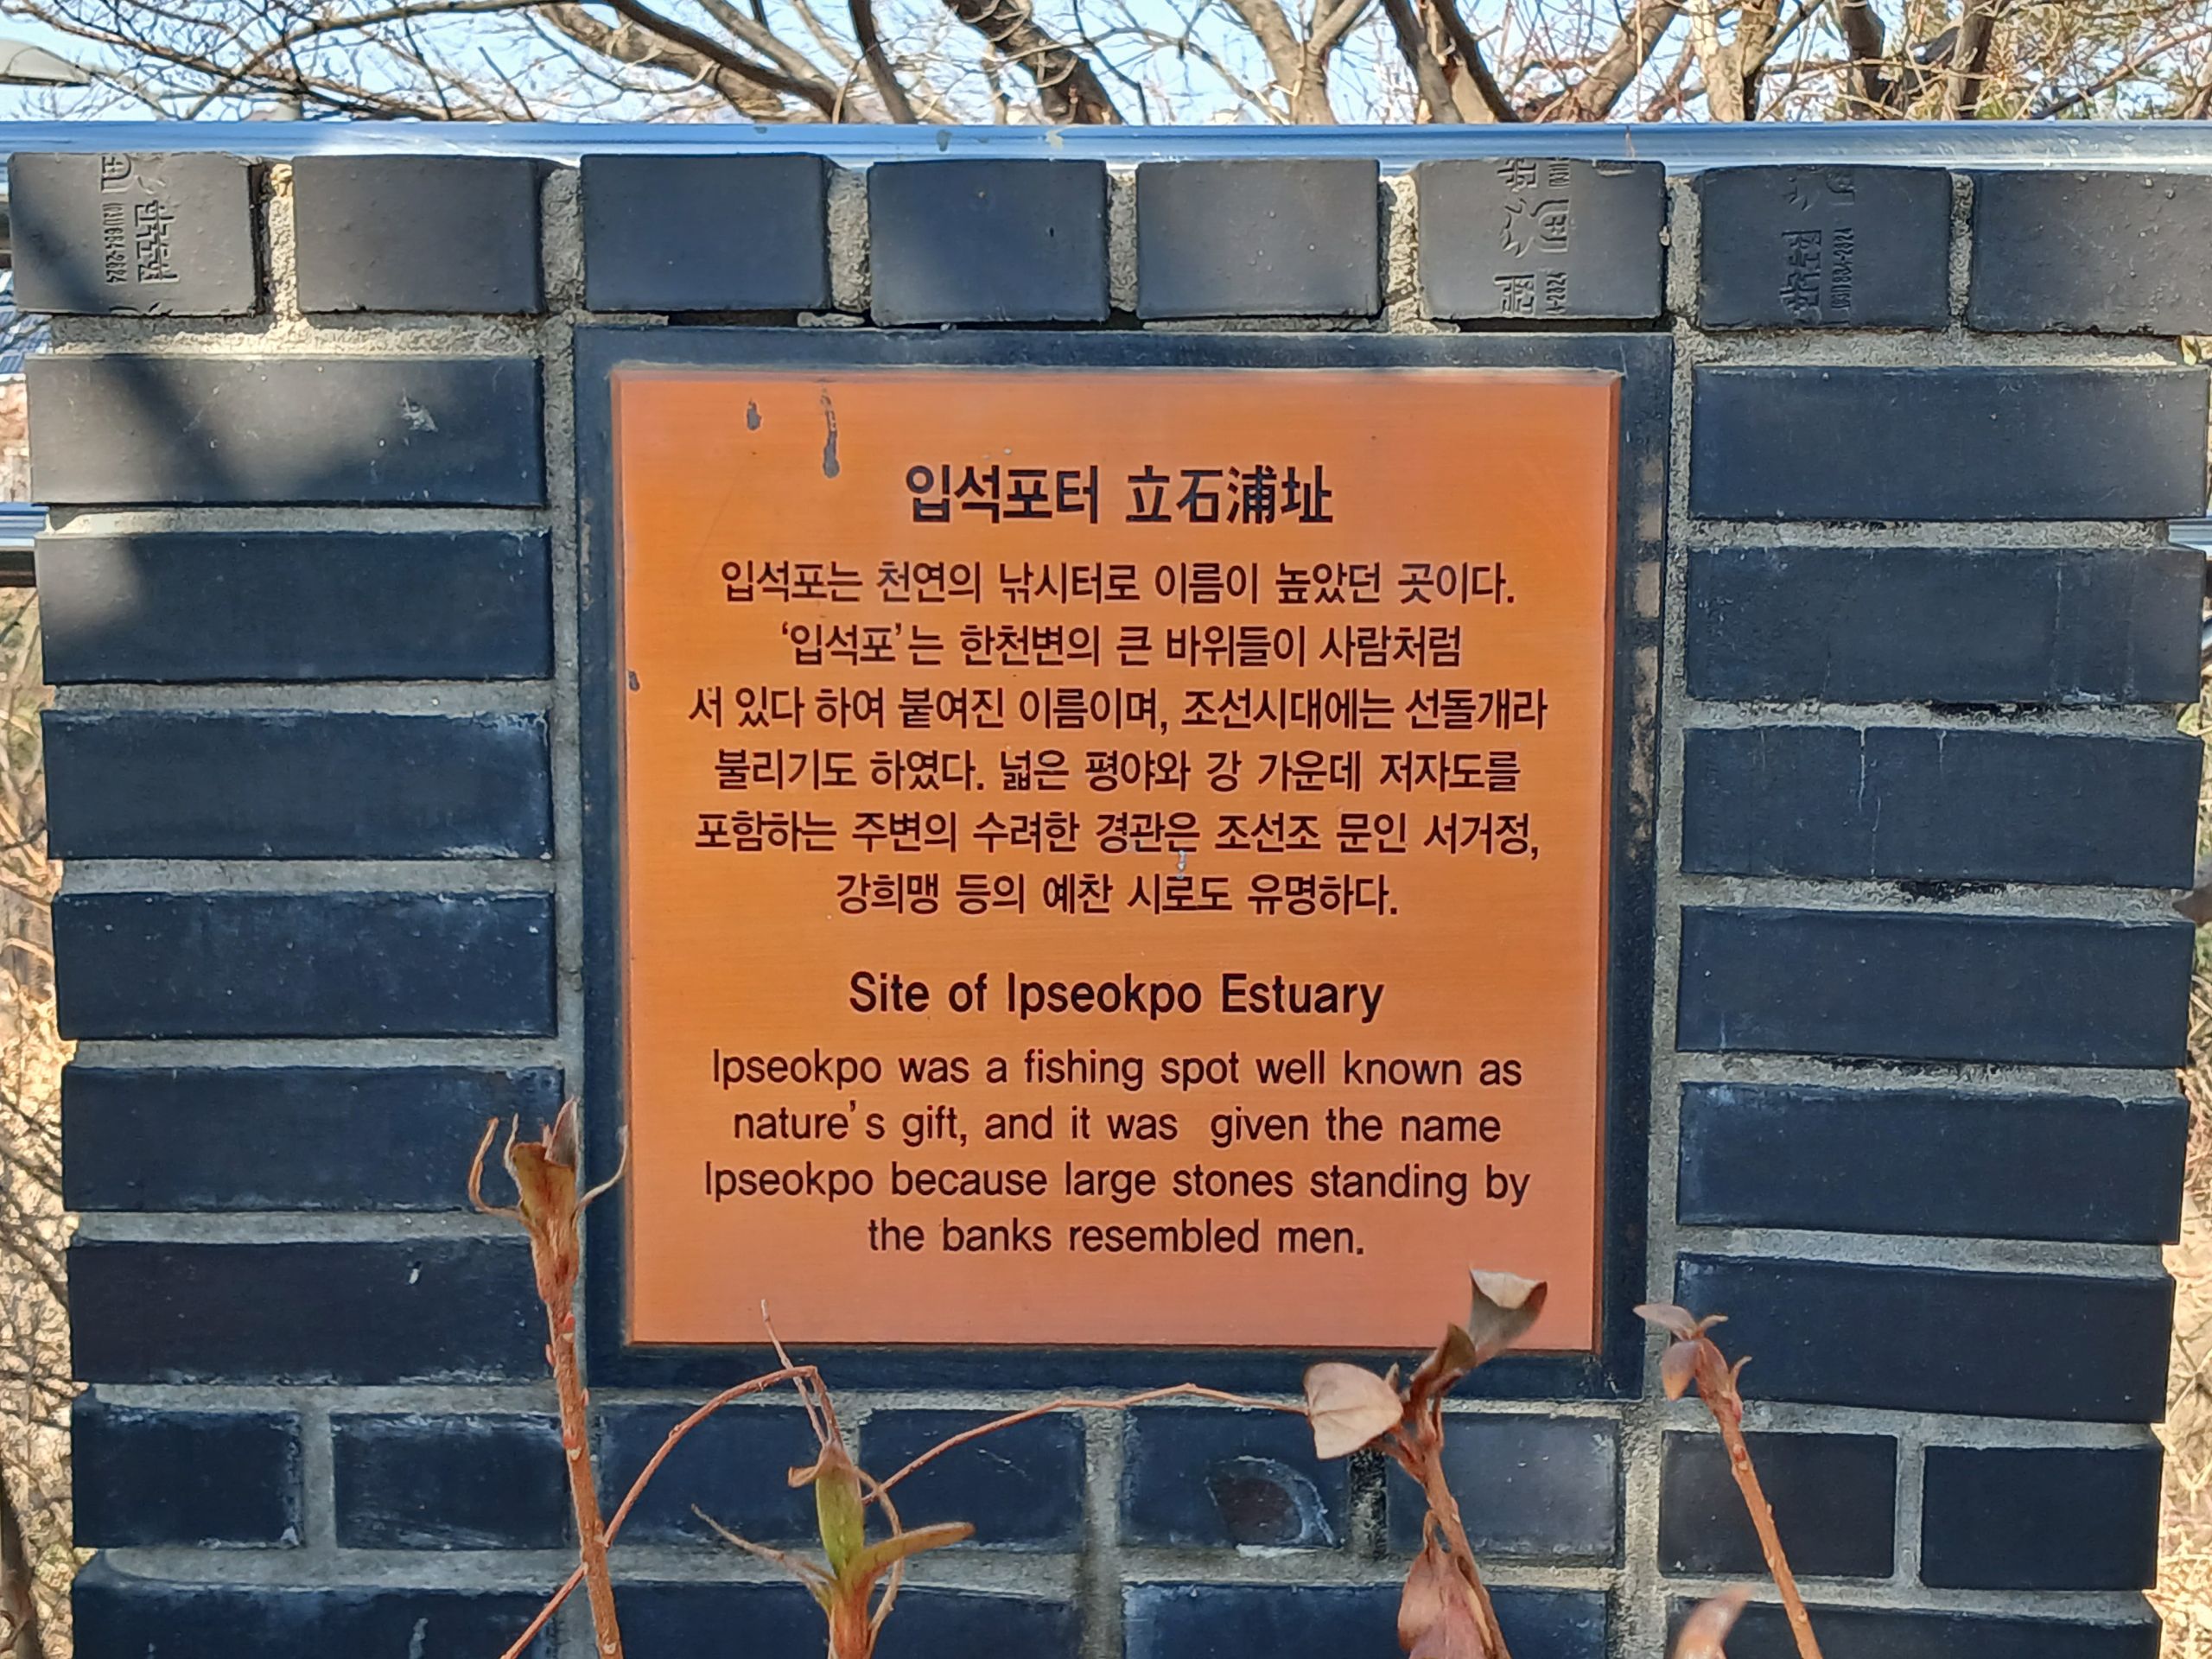 입석포터 立石浦址
입석포는 천연의 낚시터로 이름이 높았던 곳이다.
‘입석포’는 한천변의 큰 바위들이 사람처럼
서 있다 하여 붙여진 이름이며, 조선시대에는 선돌개라
불리기도 하였다. 넓은 평야와 강 가운데 저자도를
포함하는 주변의 수려한 경관은 조선조 문인 서거정,
강희맹 등의 예찬 시로도 유명하다.
Site of Ipseokpo Estuary
Ipseokpo was a fishing spot well known as
nature’s gift, and it was given the name
Ipseokpo because large stones standing by
the banks resembled men.